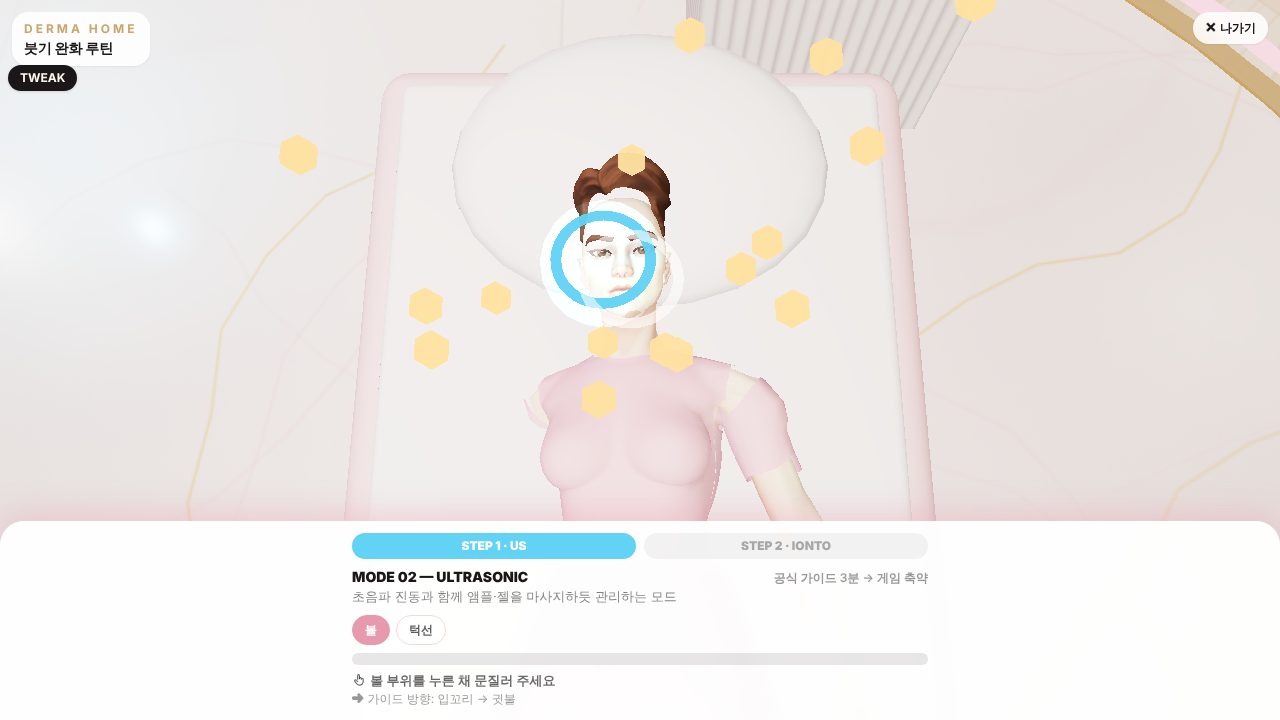 DERMA HOME
붓기 완화 루틴
TWEAK
✕ 나가기
STEP 1 · US
STEP 2 · IONTO
MODE 02 — ULTRASONIC
공식 가이드 3분 → 게임 축약
초음파 진동과 함께 앰플·젤을 마사지하듯 관리하는 모드
볼
턱선
볼 부위를 누른 채 문질러 주세요
가이드 방향: 입꼬리 → 귓불